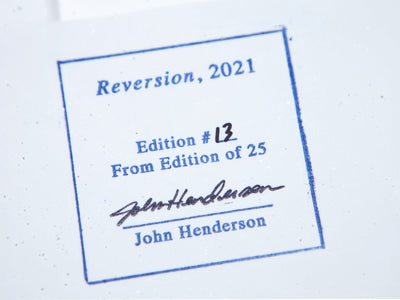 Reversion, 2021
Edition #13
From Edition of 25
John Henderson
John Henderson